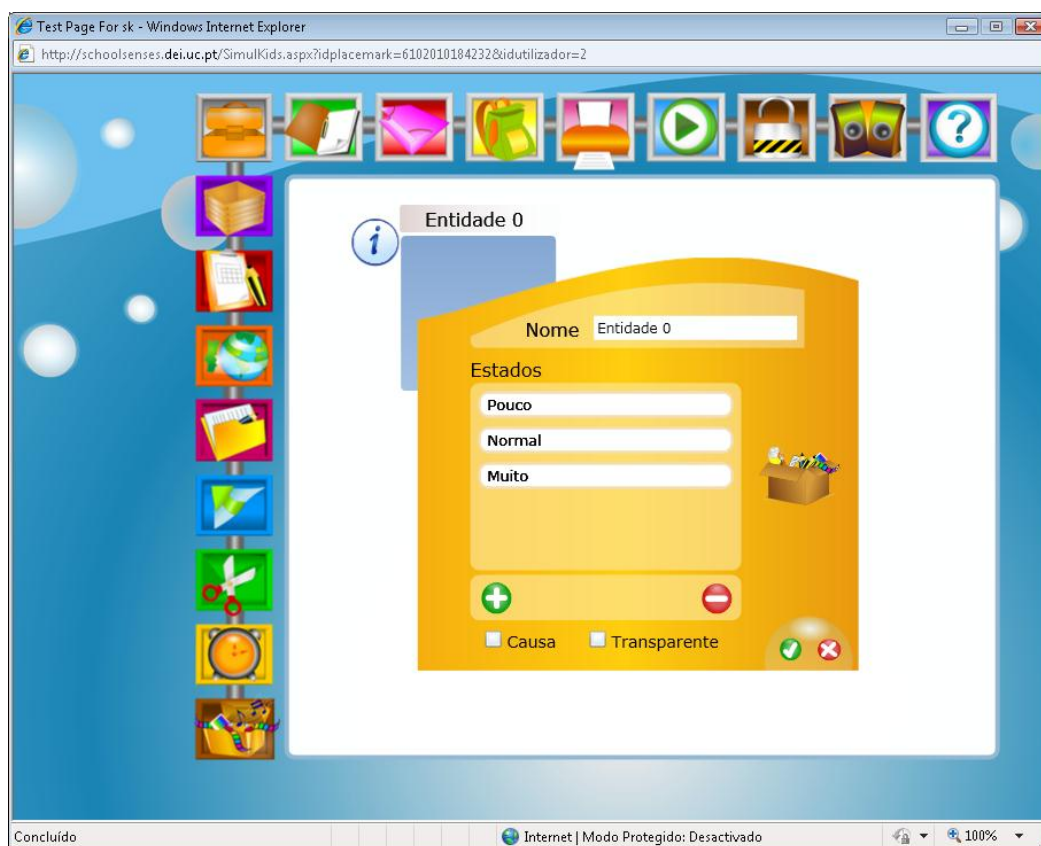 Test Page For sk - Windows Internet Explorer
http://schoolsenses.dei.uc.pt/SimulKids.aspx?idplacemark=6102010184232&idutilizador=2
Entidade 0
Nome Entidade 0
Estados
Pouco
Normal
Muito
Causa Transparente
Concluído Internet | Modo Protegido: Desactivado 100%